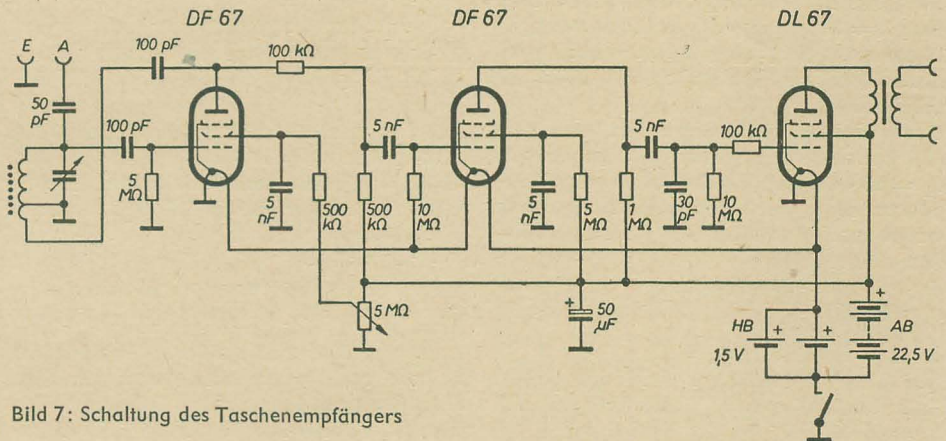 DF 67
DF 67
DL 67
E
A
100 pF
100 kΩ
50
pF
100 pF
5 nF
5 nF
100 kΩ
5
MΩ
5
nF
500
kΩ
500
kΩ
10
MΩ
5
nF
5
MΩ
1
MΩ
30
pF
10
MΩ
5 MΩ
+
50
µF
HB
+
+
+
AB
1,5 V
22,5 V
Bild 7: Schaltung des Taschenempfängers